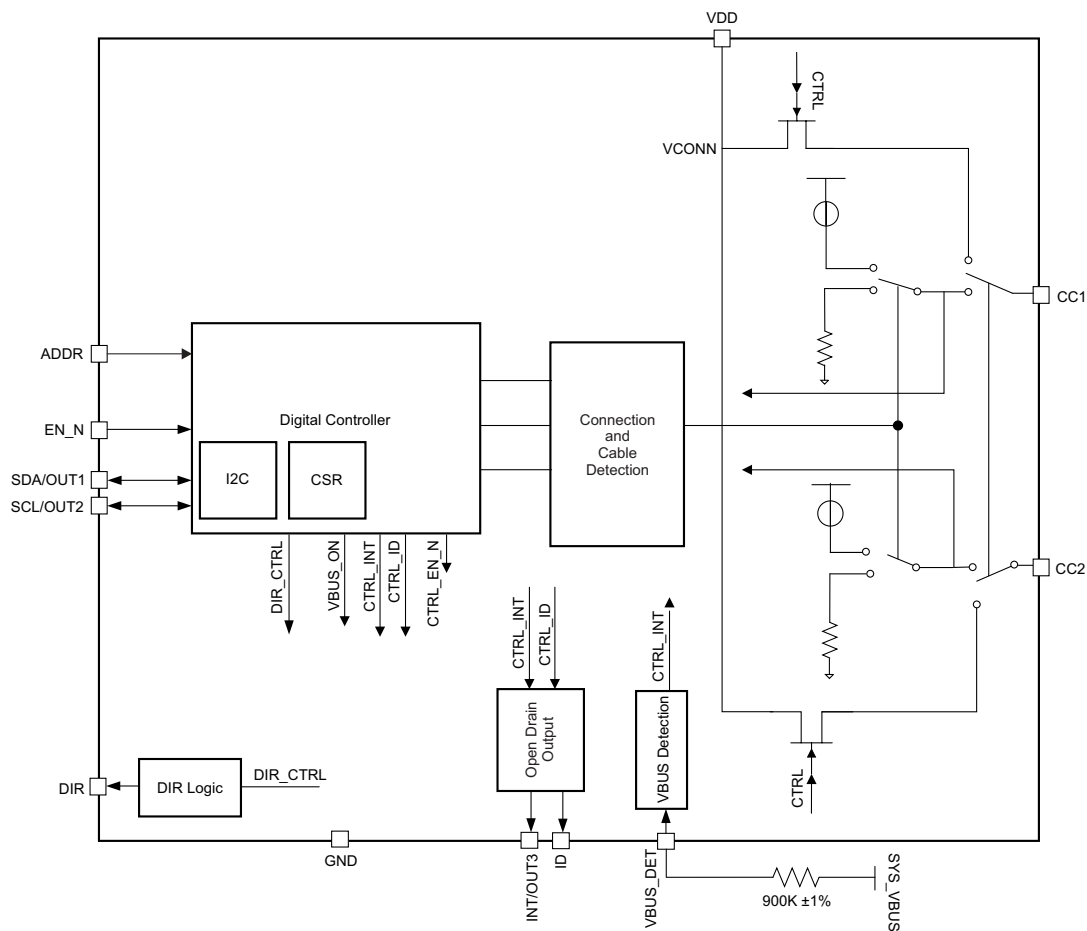 VDD
CTRL
VCONN
CC1
ADDR
EN_N
SDA/OUT1
SCL/OUT2
Digital Controller
I2C
CSR
Connection
and
Cable
Detection
CC2
DIR_CTRL
VBUS_ON
CTRL_INT
CTRL_ID
CTRL_EN_N
CTRL_INT
CTRL_ID
CTRL_INT
Open Drain
Output
VBUS Detection
CTRL
DIR
DIR Logic
DIR_CTRL
GND
INT/OUT3
ID
VBUS_DET
900K ±1%
SYS_VBUS